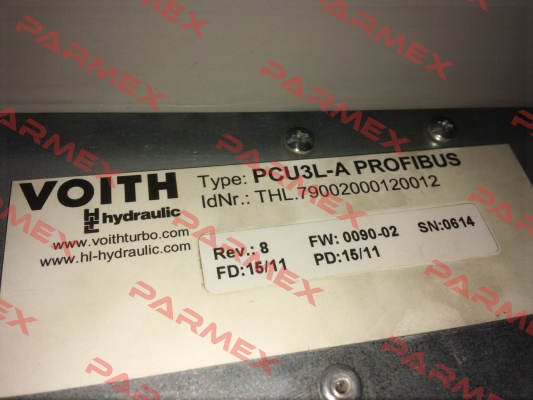 VOITH
HL hydraulic
www.voithturbo.com
www.hl-hydraulic.com
Type: PCU3L-A PROFIBUS
IdNr.: THL.79002000120012
Rev.: 8 FW: 0090-02 SN:0614
FD:15/11 PD:15/11
PARMEX
PARMEX
PARMEX
PARMEX
PARMEX
PARMEX
PARMEX
PARMEX